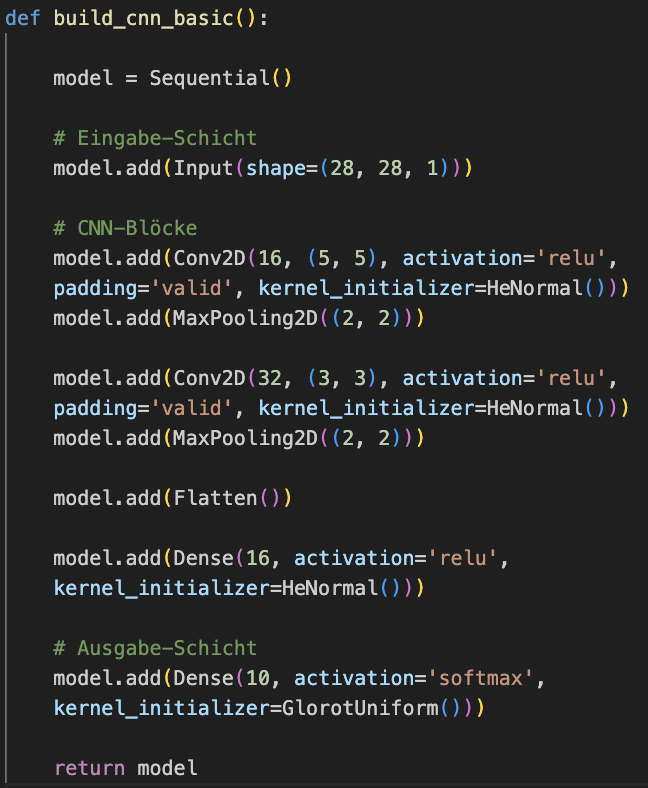 def build_cnn_basic():
model = Sequential()
# Eingabe-Schicht
model.add(Input(shape=(28, 28, 1)))
# CNN-Blöcke
model.add(Conv2D(16, (5, 5), activation='relu',
padding='valid', kernel_initializer=HeNormal()))
model.add(MaxPooling2D((2, 2)))
model.add(Conv2D(32, (3, 3), activation='relu',
padding='valid', kernel_initializer=HeNormal()))
model.add(MaxPooling2D((2, 2)))
model.add(Flatten())
model.add(Dense(16, activation='relu',
kernel_initializer=HeNormal()))
# Ausgabe-Schicht
model.add(Dense(10, activation='softmax',
kernel_initializer=GlorotUniform()))
return model